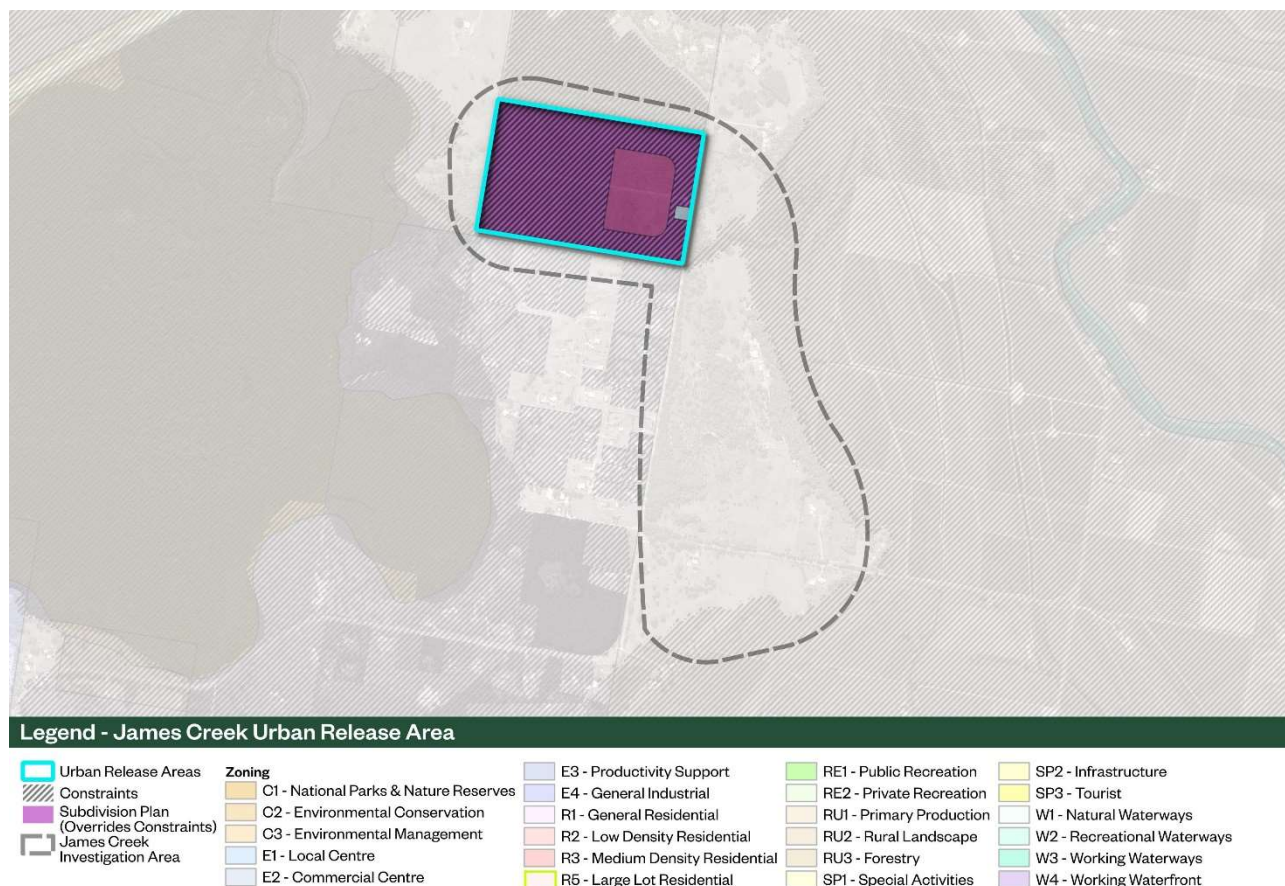 Legend - James Creek Urban Release Area
Urban Release Areas
Constraints
Subdivision Plan
(Overrides Constraints)
James Creek
Investigation Area
Zoning
C1 - National Parks & Nature Reserves
C2 - Environmental Conservation
C3 - Environmental Management
E1 - Local Centre
E2 - Commercial Centre
E3 - Productivity Support
E4 - General Industrial
R1 - General Residential
R2 - Low Density Residential
R3 - Medium Density Residential
R5 - Large Lot Residential
RE1 - Public Recreation
RE2 - Private Recreation
RU1 - Primary Production
RU2 - Rural Landscape
RU3 - Forestry
SP1 - Special Activities
SP2 - Infrastructure
SP3 - Tourist
W1 - Natural Waterways
W2 - Recreational Waterways
W3 - Working Waterways
W4 - Working Waterfront